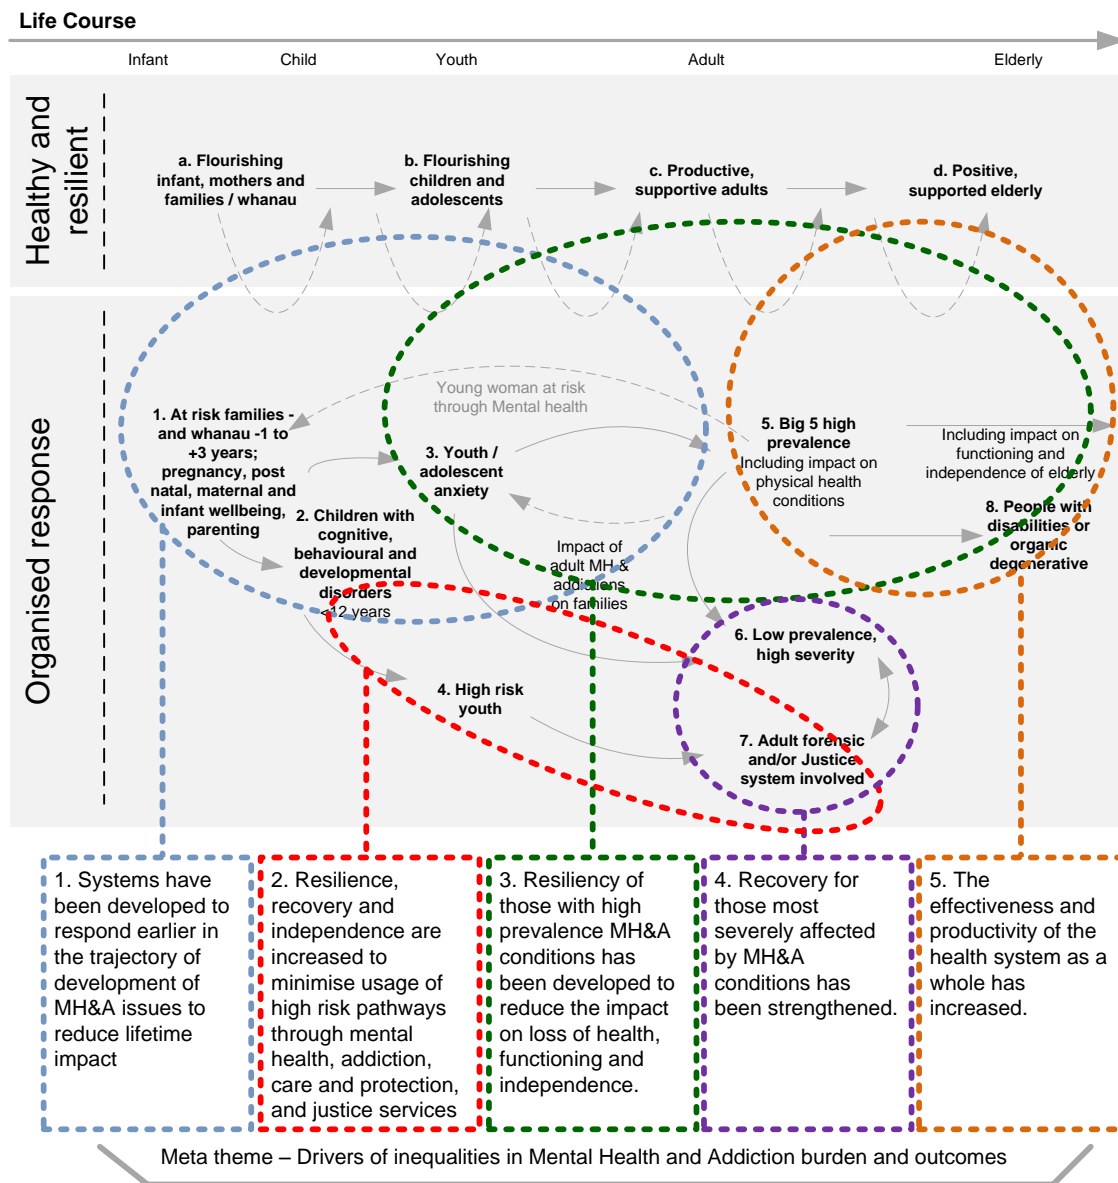 Life Course
Infant
Child
Youth
Adult
Elderly
Healthy and
resilient
a. Flourishing
infant, mothers and
families / whanau
b. Flourishing
children and
adolescents
c. Productive,
supportive adults
d. Positive,
supported elderly
Organised response
Young woman at risk
through Mental health
1. At risk families -
and whanau -1 to
+3 years;
pregnancy, post
natal, maternal and
infant wellbeing,
parenting
2. Children with
cognitive,
behavioural and
developmental
disorders
<12 years
3. Youth /
adolescent
anxiety
Impact of
adult MH &
addictions
on families
5. Big 5 high
prevalence
Including impact on
physical health
conditions
Including impact on
functioning and
independence of elderly
8. People with
disabilities or
organic
degenerative
6. Low prevalence,
high severity
4. High risk
youth
7. Adult forensic
and/or Justice
system involved
1. Systems have
been developed to
respond earlier in
the trajectory of
development of
MH&A issues to
reduce lifetime
impact
2. Resilience,
recovery and
independence are
increased to
minimise usage of
high risk pathways
through mental
health, addiction,
care and protection,
and justice services
3. Resiliency of
those with high
prevalence MH&A
conditions has
been developed to
reduce the impact
on loss of health,
functioning and
independence.
4. Recovery for
those most
severely affected
by MH&A
conditions has
been strengthened.
5. The
effectiveness and
productivity of the
health system as a
whole has
increased.
Meta theme – Drivers of inequalities in Mental Health and Addiction burden and outcomes